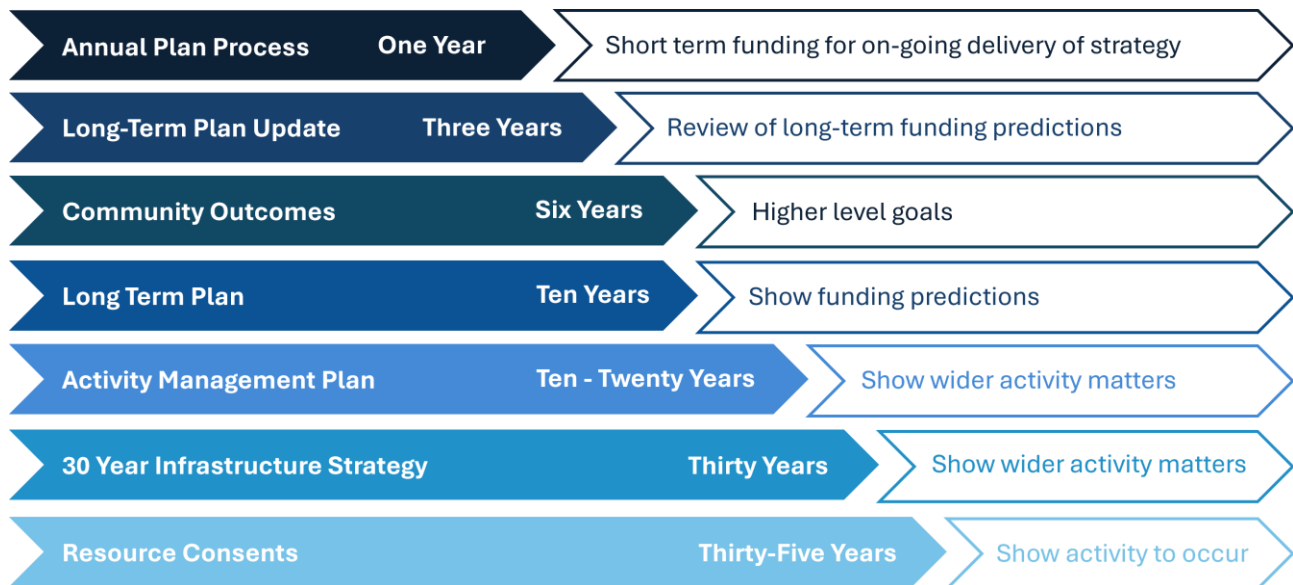 Annual Plan Process One Year Short term funding for on-going delivery of strategy
Long-Term Plan Update Three Years Review of long-term funding predictions
Community Outcomes Six Years Higher level goals
Long Term Plan Ten Years Show funding predictions
Activity Management Plan Ten - Twenty Years Show wider activity matters
30 Year Infrastructure Strategy Thirty Years Show wider activity matters
Resource Consents Thirty-Five Years Show activity to occur